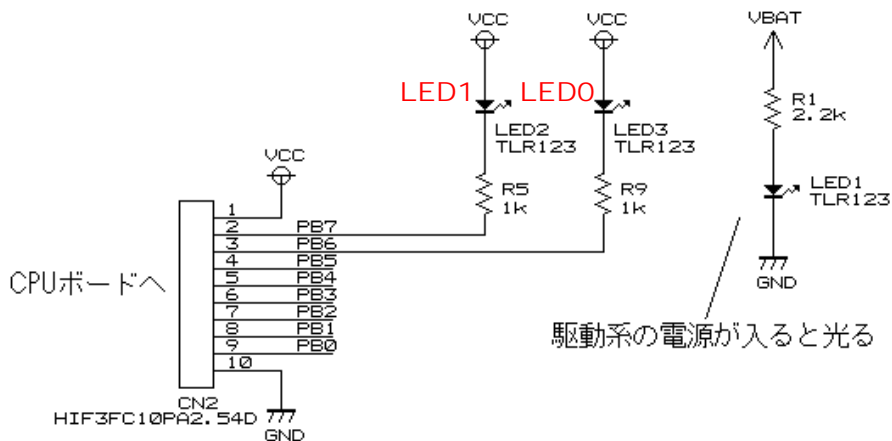 VCC
VCC
VBAT
LED1
LED0
LED2
TLR123
LED3
TLR123
R1
2.2k
VCC
R5
1k
R9
1k
LED1
TLR123
1
2 PB7
3 PB6
4 PB5
5 PB4
6 PB3
7 PB2
8 PB1
9 PB0
10
CPUボードへ
GND
駆動系の電源が入ると光る
CN2
HIF3FC10PA2.54D
GND